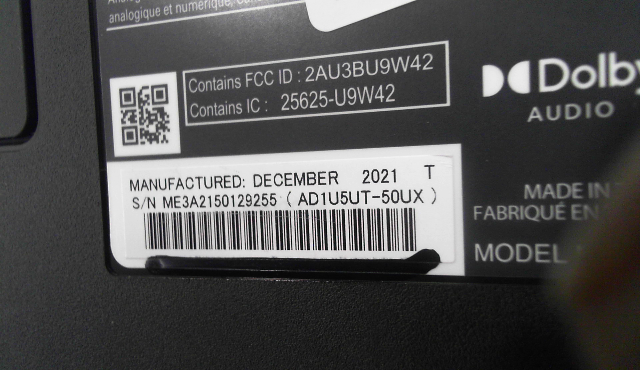 analogique et numérique, Can
Contains FCC ID : 2AU3BU9W42
Contains IC : 25625-U9W42
Dolby
AUDIO
MANUFACTURED: DECEMBER 2021 T
S/N ME3A2150129255 ( AD1U5UT-50UX )
MADE IN
FABRIQUÉ EN
MODEL